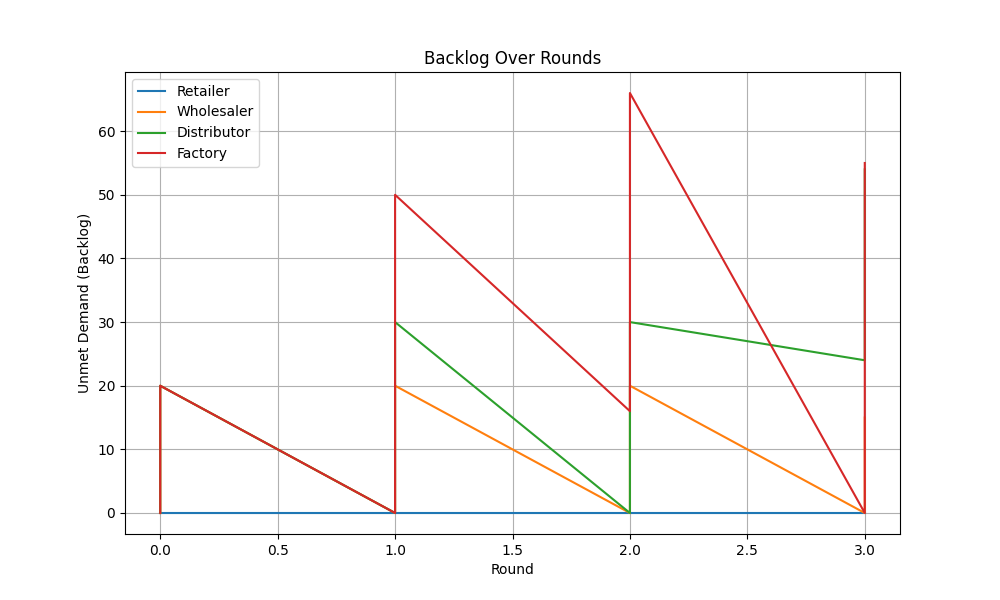 Backlog Over Rounds
Retailer
Wholesaler
Distributor
Factory
Unmet Demand (Backlog)
60
50
40
30
20
10
0
0.0 0.5 1.0 1.5 2.0 2.5 3.0
Round